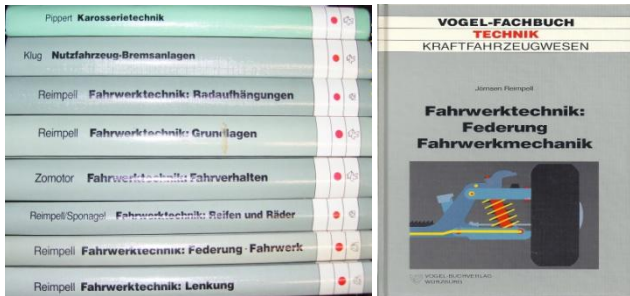 Pippert Karosserietechnik
Klug Nutzfahrzeug-Bremsanlagen
Reimpell Fahrwerktechnik: Radaufhängungen
Reimpell Fahrwerktechnik: Grundlagen
Zomotor Fahrwerktechnik: Fahrverhalten
Reimpell/Sponagel Fahrwerktechnik: Reifen und Räder
Reimpell Fahrwerktechnik: Federung · Fahrwerk
Reimpell Fahrwerktechnik: Lenkung
VOGEL-FACHBUCH
TECHNIK
KRAFTFAHRZEUGWESEN
Jörnsen Reimpell
Fahrwerktechnik:
Federung
Fahrwerkmechanik
VOGEL-BUCHVERLAG
WÜRZBURG